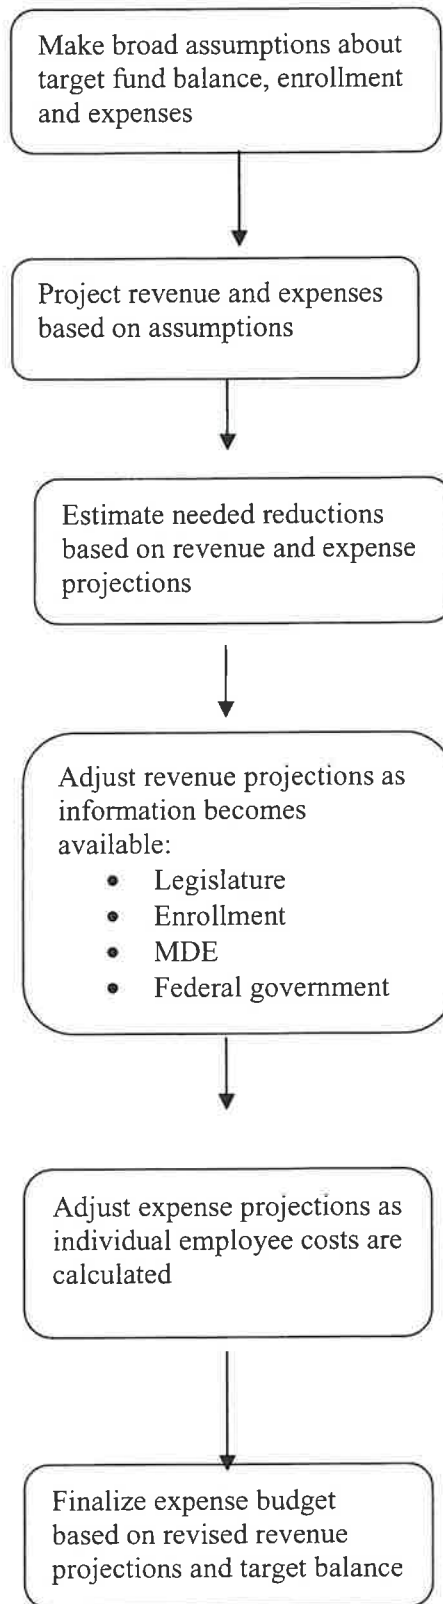 Make broad assumptions about
target fund balance, enrollment
and expenses
Project revenue and expenses
based on assumptions
Estimate needed reductions
based on revenue and expense
projections
Adjust revenue projections as
information becomes
available:
• Legislature
• Enrollment
• MDE
• Federal government
Adjust expense projections as
individual employee costs are
calculated
Finalize expense budget
based on revised revenue
projections and target balance